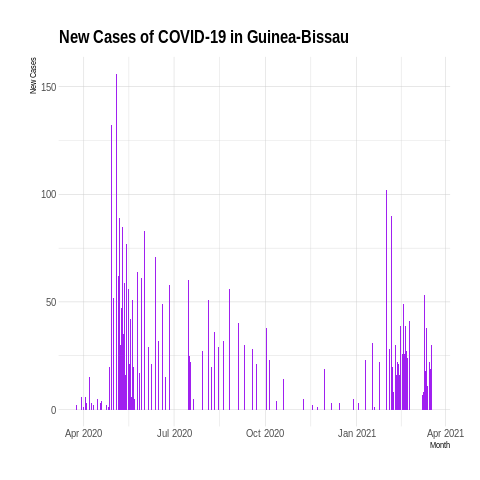 New Cases of COVID-19 in Guinea-Bissau
New Cases
150
100
50
0
Apr 2020 Jul 2020 Oct 2020 Jan 2021 Apr 2021
Month